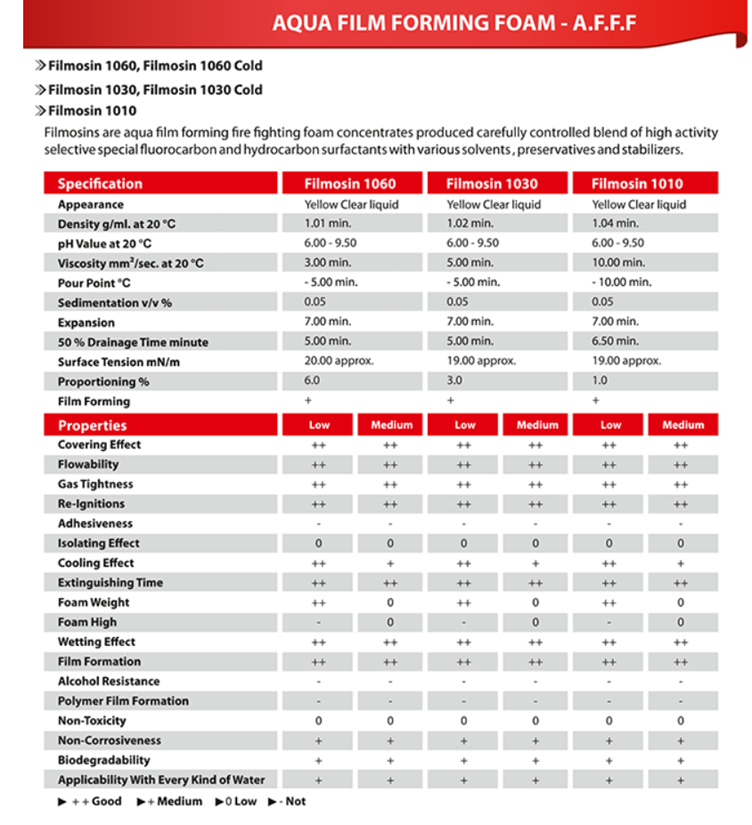 AQUA FILM FORMING FOAM - A.F.F.F
Filmosin 1060, Filmosin 1060 Cold
Filmosin 1030, Filmosin 1030 Cold
Filmosin 1010
Filmosins are aqua film forming fire fighting foam concentrates produced carefully controlled blend of high activity
selective special fluorocarbon and hydrocarbon surfactants with various solvents, preservatives and stabilizers.
Specification Filmosin 1060 Filmosin 1030 Filmosin 1010
Appearance Yellow Clear liquid Yellow Clear liquid Yellow Clear liquid
Density g/ml. at 20 °C 1.01 min. 1.02 min. 1.04 min.
pH Value at 20 °C 6.00 - 9.50 6.00 - 9.50 6.00 - 9.50
Viscosity mm²/sec. at 20 °C 3.00 min. 5.00 min. 10.00 min.
Pour Point °C - 5.00 min. - 5.00 min. - 10.00 min.
Sedimentation v/v % 0.05 0.05 0.05
Expansion 7.00 min. 7.00 min. 7.00 min.
50 % Drainage Time minute 5.00 min. 5.00 min. 6.50 min.
Surface Tension mN/m 20.00 approx. 19.00 approx. 19.00 approx.
Proportioning % 6.0 3.0 1.0
Film Forming + + +
Properties Low Medium Low Medium Low Medium
Covering Effect ++ ++ ++ ++ ++ ++
Flowability ++ ++ ++ ++ ++ ++
Gas Tightness ++ ++ ++ ++ ++ ++
Re-Ignitions ++ ++ ++ ++ ++ ++
Adhesiveness - - - - - -
Isolating Effect 0 0 0 0 0 0
Cooling Effect ++ + ++ + ++ +
Extinguishing Time ++ ++ ++ ++ ++ ++
Foam Weight ++ 0 ++ 0 ++ 0
Foam High - 0 - 0 - 0
Wetting Effect ++ ++ ++ ++ ++ ++
Film Formation ++ ++ ++ ++ ++ ++
Alcohol Resistance - - - - - -
Polymer Film Formation - - - - - -
Non-Toxicity 0 0 0 0 0 0
Non-Corrosiveness + + + + + +
Biodegradability + + + + + +
Applicability With Every Kind of Water + + + + + +
▶ ++ Good ▶ + Medium ▶ 0 Low ▶ - Not